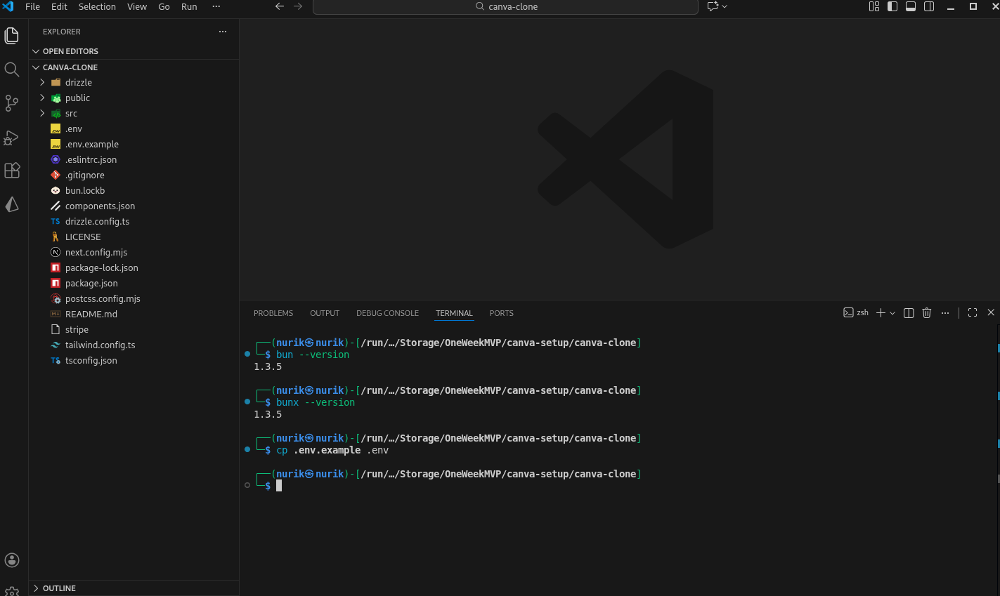 File Edit Selection View Go Run ···
canva-clone
EXPLORER
OPEN EDITORS
CANVA-CLONE
drizzle
public
src
.env
.env.example
.eslintrc.json
.gitignore
bun.lockb
components.json
TS drizzle.config.ts
LICENSE
next.config.mjs
package-lock.json
package.json
postcss.config.mjs
README.md
stripe
tailwind.config.ts
TS tsconfig.json
OUTLINE
PROBLEMS OUTPUT DEBUG CONSOLE TERMINAL PORTS
zsh
┌──(nurik㉿nurik)-[/run/…/Storage/OneWeekMVP/canva-setup/canva-clone]
└─$ bun --version
1.3.5
┌──(nurik㉿nurik)-[/run/…/Storage/OneWeekMVP/canva-setup/canva-clone]
└─$ bunx --version
1.3.5
┌──(nurik㉿nurik)-[/run/…/Storage/OneWeekMVP/canva-setup/canva-clone]
└─$ cp .env.example .env
┌──(nurik㉿nurik)-[/run/…/Storage/OneWeekMVP/canva-setup/canva-clone]
└─$